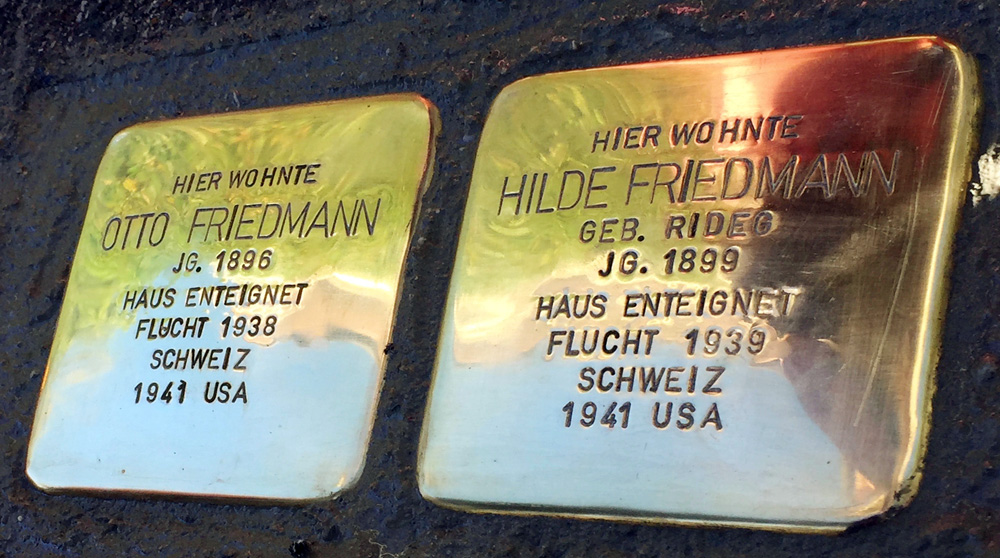 HIER WOHNTE
OTTO FRIEDMANN
JG. 1896
HAUS ENTEIGNET
FLUCHT 1938
SCHWEIZ
1941 USA
HIER WOHNTE
HILDE FRIEDMANN
GEB. RIDEG
JG. 1899
HAUS ENTEIGNET
FLUCHT 1939
SCHWEIZ
1941 USA